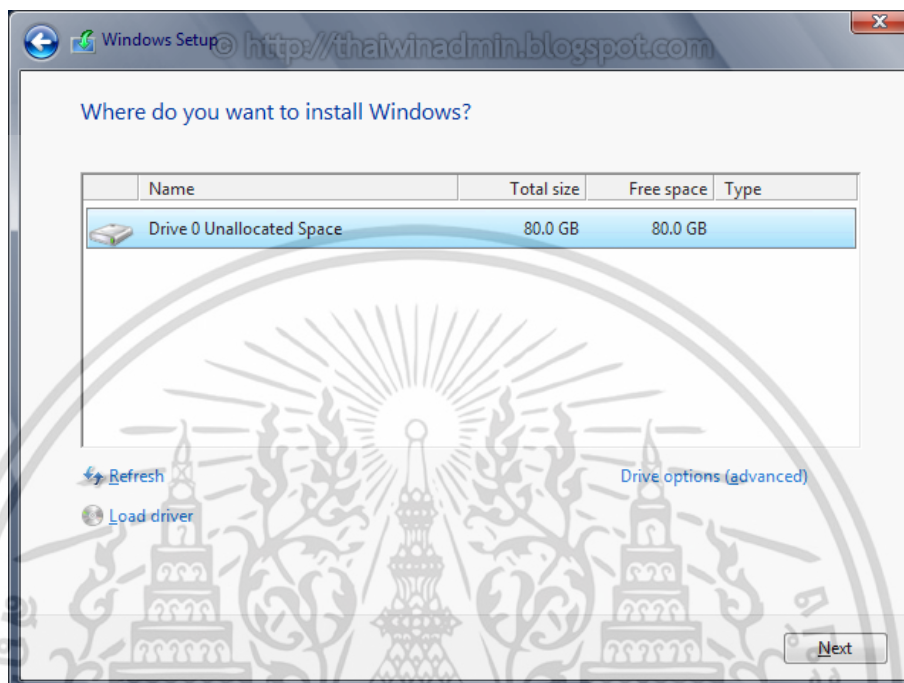 Windows Setup
© http://thaiwinadmin.blogspot.com
Where do you want to install Windows?
Name Total size Free space Type
Drive 0 Unallocated Space 80.0 GB 80.0 GB
Refresh Drive options (advanced)
Load driver
Next